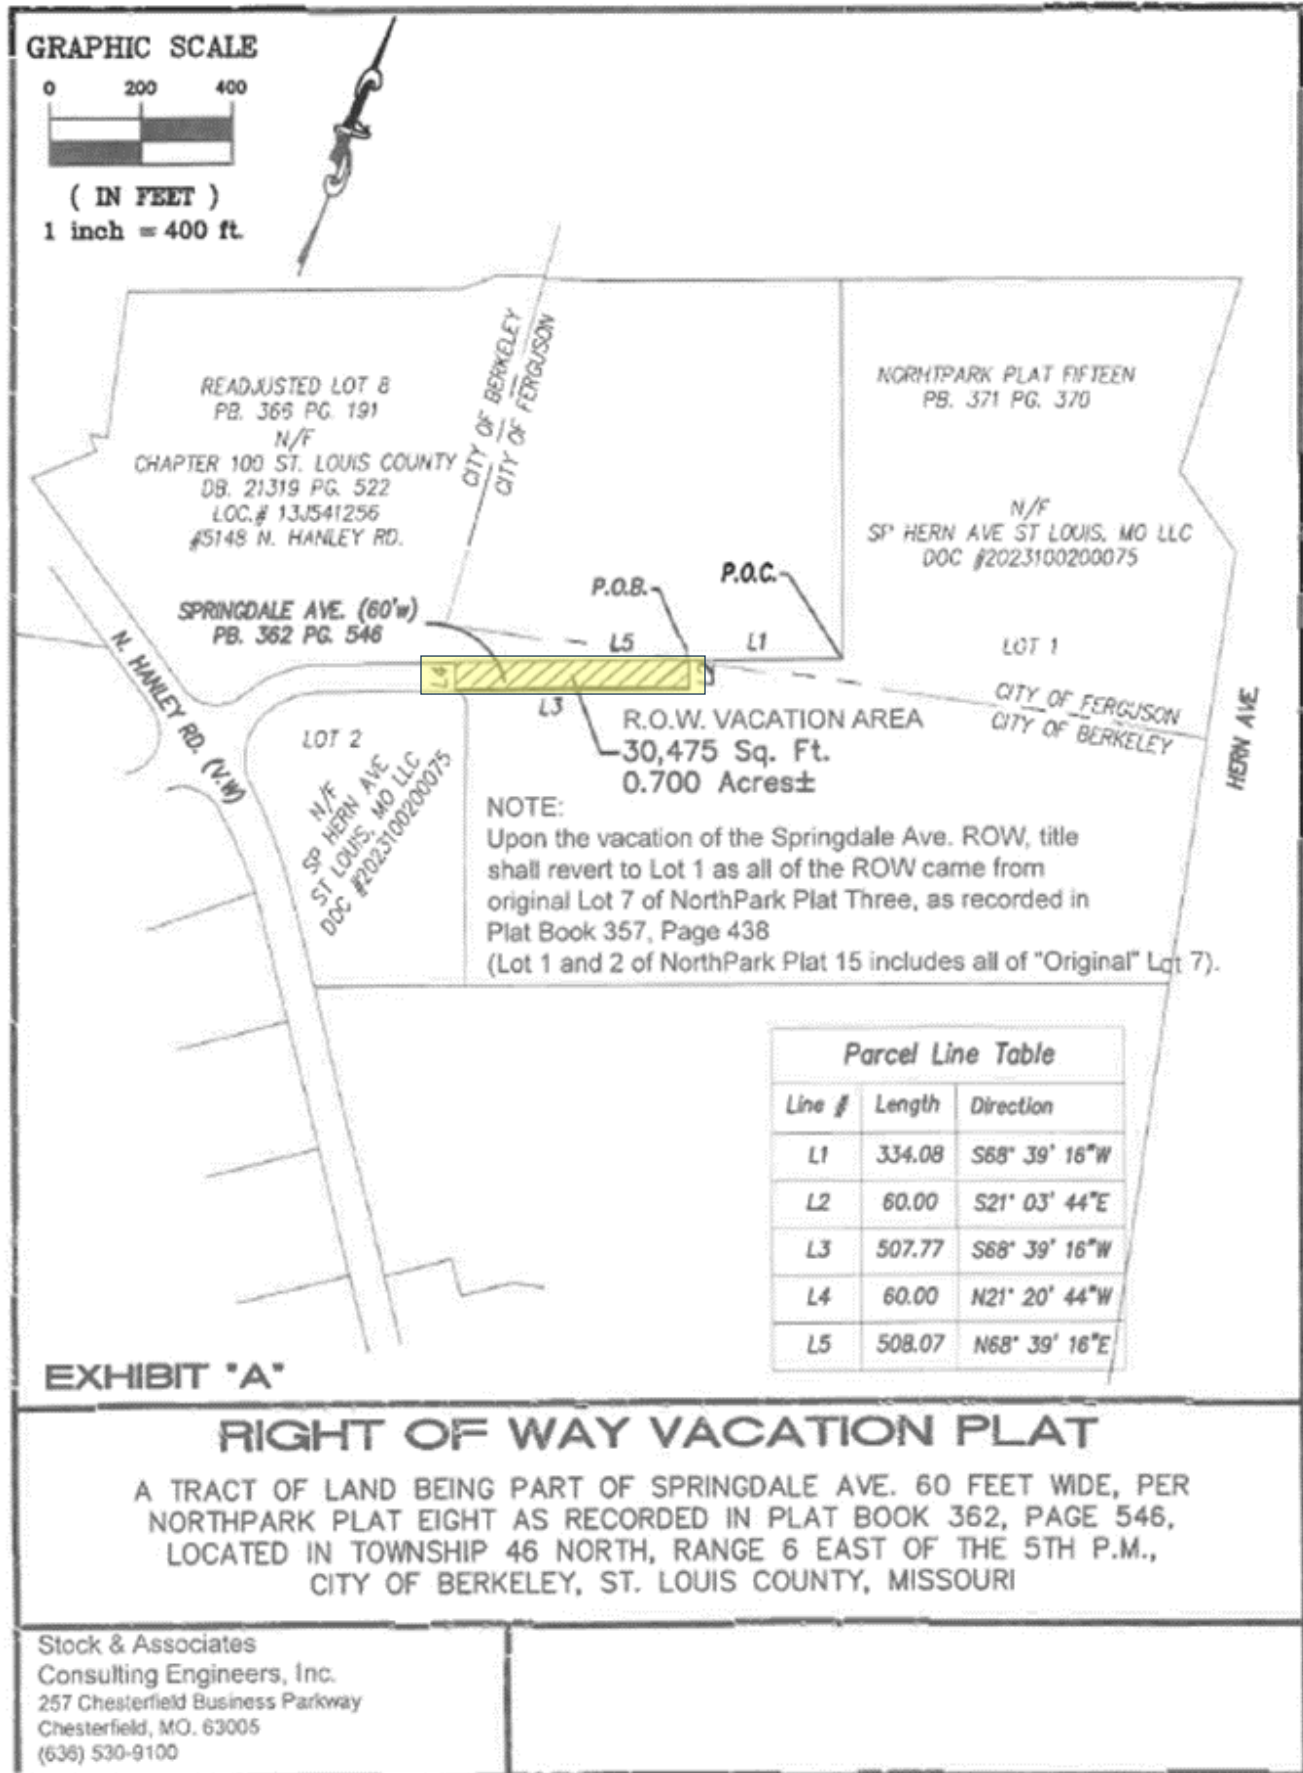 GRAPHIC SCALE
0 200 400
( IN FEET )
1 inch = 400 ft.
CITY OF BERKELEY
CITY OF FERGUSON
READJUSTED LOT 8
PB. 366 PG. 191
N/F
CHAPTER 100 ST. LOUIS COUNTY
DB. 21319 PG. 522
LOC.# 13J541256
#5148 N. HANLEY RD.
NORHTPARK PLAT FIFTEEN
PB. 371 PG. 370
N/F
SP HERN AVE ST LOUIS, MO LLC
DOC #2023100200075
LOT 1
P.O.B.
P.O.C.
SPRINGDALE AVE. (60'w)
PB. 362 PG. 546
L5
L1
L4
L3
N. HANLEY RD. (V.W)
CITY OF FERGUSON
CITY OF BERKELEY
HERN AVE.
R.O.W. VACATION AREA
30,475 Sq. Ft.
0.700 Acres±
LOT 2
N/F
SP HERN AVE
ST LOUIS, MO LLC
DOC #2023100200075
NOTE:
Upon the vacation of the Springdale Ave. ROW, title
shall revert to Lot 1 as all of the ROW came from
original Lot 7 of NorthPark Plat Three, as recorded in
Plat Book 357, Page 438
(Lot 1 and 2 of NorthPark Plat 15 includes all of "Original" Lot 7).
Parcel Line Table
Line # Length Direction
L1 334.08 S68° 39' 16"W
L2 60.00 S21° 03' 44"E
L3 507.77 S68° 39' 16"W
L4 60.00 N21° 20' 44"W
L5 508.07 N68° 39' 16"E
EXHIBIT "A"
RIGHT OF WAY VACATION PLAT
A TRACT OF LAND BEING PART OF SPRINGDALE AVE. 60 FEET WIDE, PER
NORTHPARK PLAT EIGHT AS RECORDED IN PLAT BOOK 362, PAGE 546,
LOCATED IN TOWNSHIP 46 NORTH, RANGE 6 EAST OF THE 5TH P.M.,
CITY OF BERKELEY, ST. LOUIS COUNTY, MISSOURI
Stock & Associates
Consulting Engineers, Inc.
257 Chesterfield Business Parkway
Chesterfield, MO. 63005
(636) 530-9100